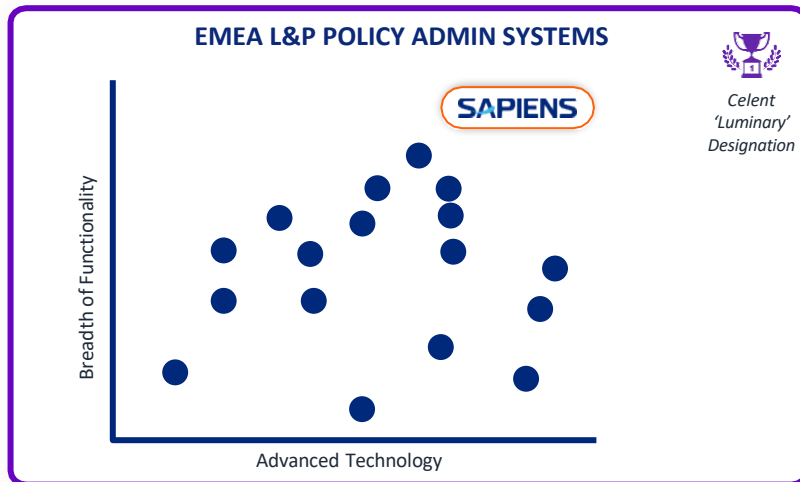 EMEA L&P POLICY ADMIN SYSTEMS
SAPIENS
1
Celent
'Luminary'
Designation
Breadth of Functionality
Advanced Technology